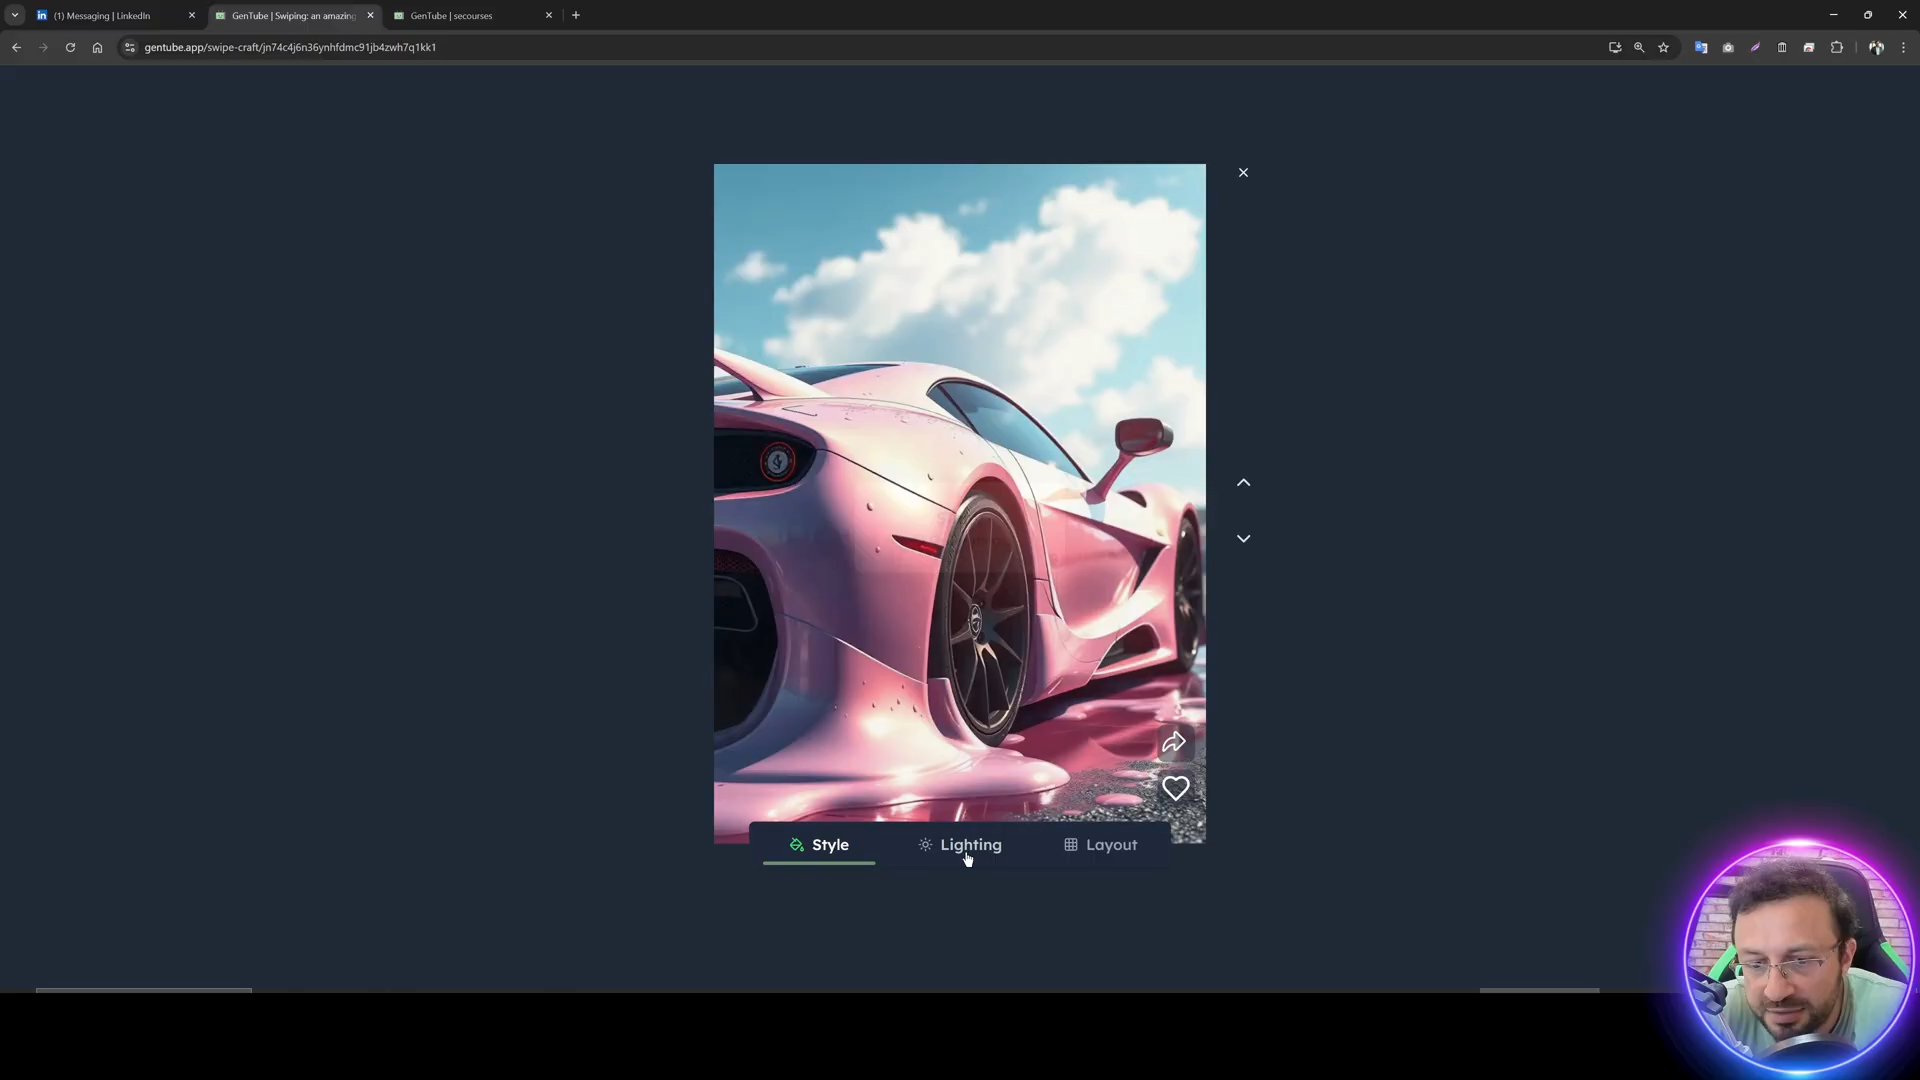 (1) Messaging | LinkedIn
GenTube | Swiping: an amazing
GenTube | secourses
gentube.app/swipe-craft/jn74c4j6n36ynhfdmc91jb4zwh7q1kk1
Style
Lighting
Layout